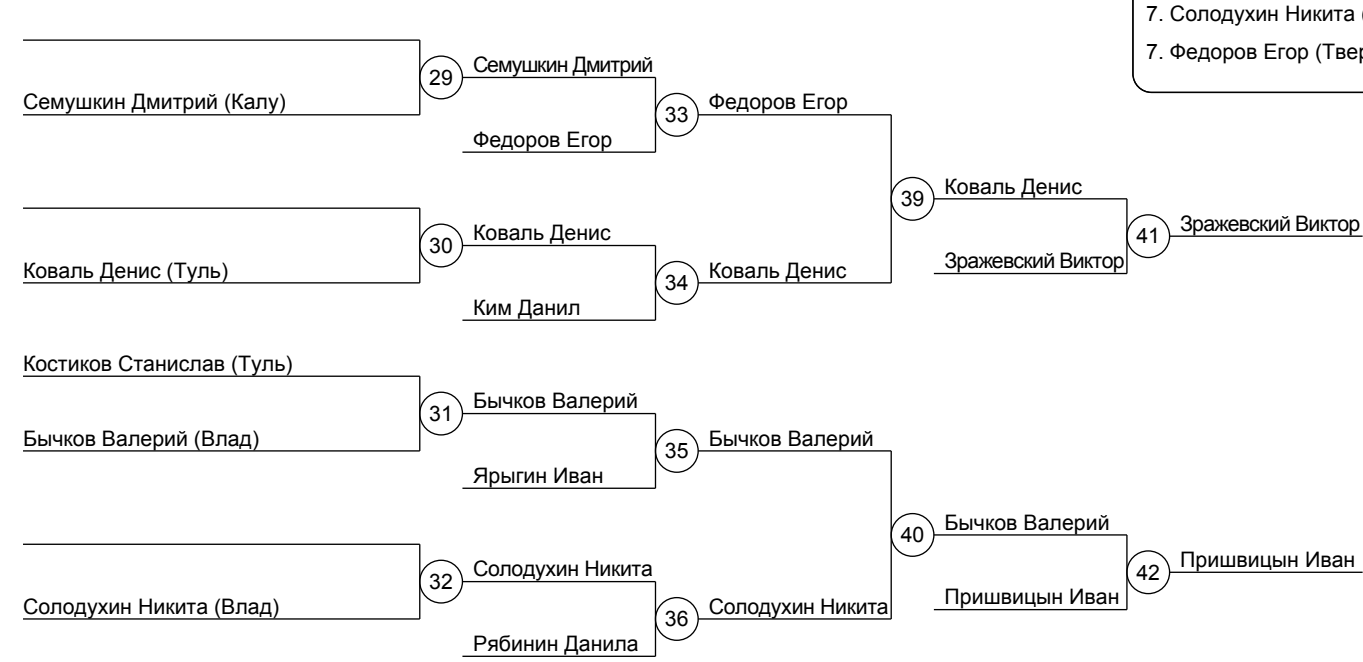 7. Солодухин Никита (
7. Федоров Егор (Твер
29
Семушкин Дмитрий
Семушкин Дмитрий (Калу)
33
Федоров Егор
Федоров Егор
39
Коваль Денис
30
Коваль Денис
41
Зражевский Виктор
Коваль Денис (Туль)
34
Коваль Денис
Зражевский Виктор
Ким Данил
Костиков Станислав (Туль)
31
Бычков Валерий
Бычков Валерий (Влад)
35
Бычков Валерий
Ярыгин Иван
40
Бычков Валерий
32
Солодухин Никита
42
Пришвицын Иван
Солодухин Никита (Влад)
36
Солодухин Никита
Пришвицын Иван
Рябинин Данила